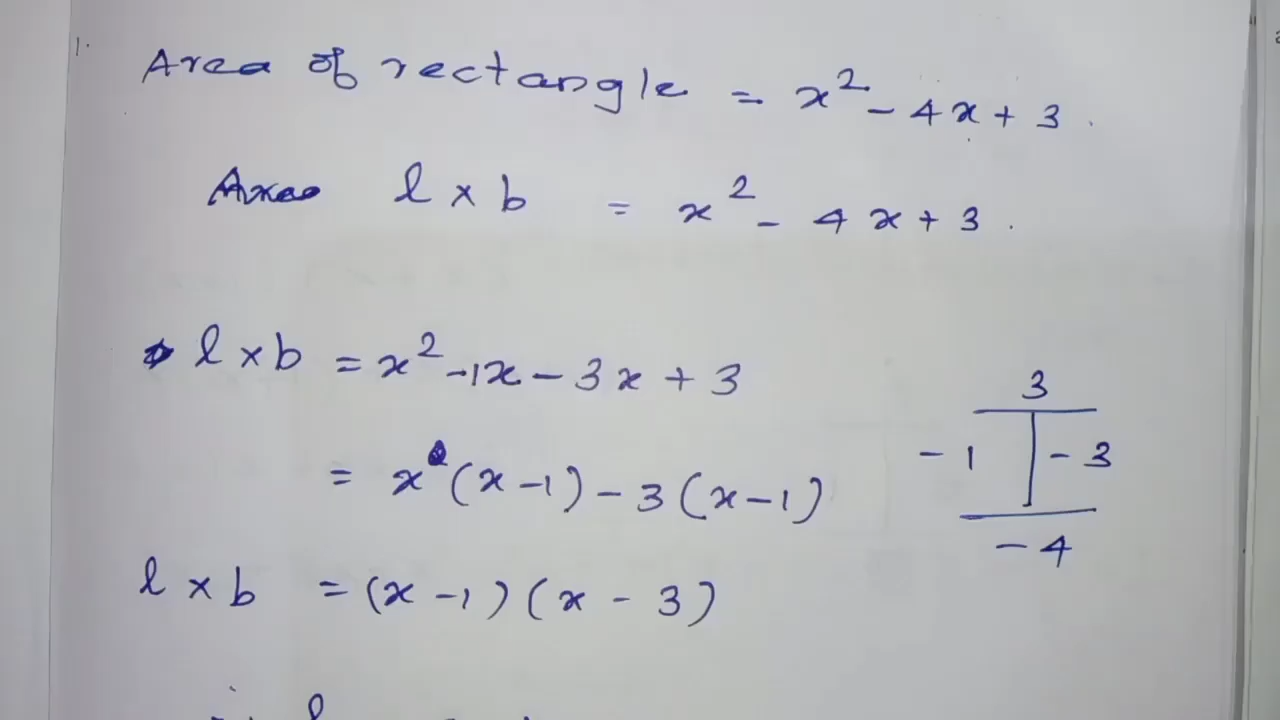 1.
Area of rectangle = x² - 4x + 3.
Area l × b = x² - 4x + 3.
l × b = x² - 1x - 3x + 3
3
-1 | -3
-4
= x (x - 1) - 3 (x - 1)
l × b = (x - 1) (x - 3)
l